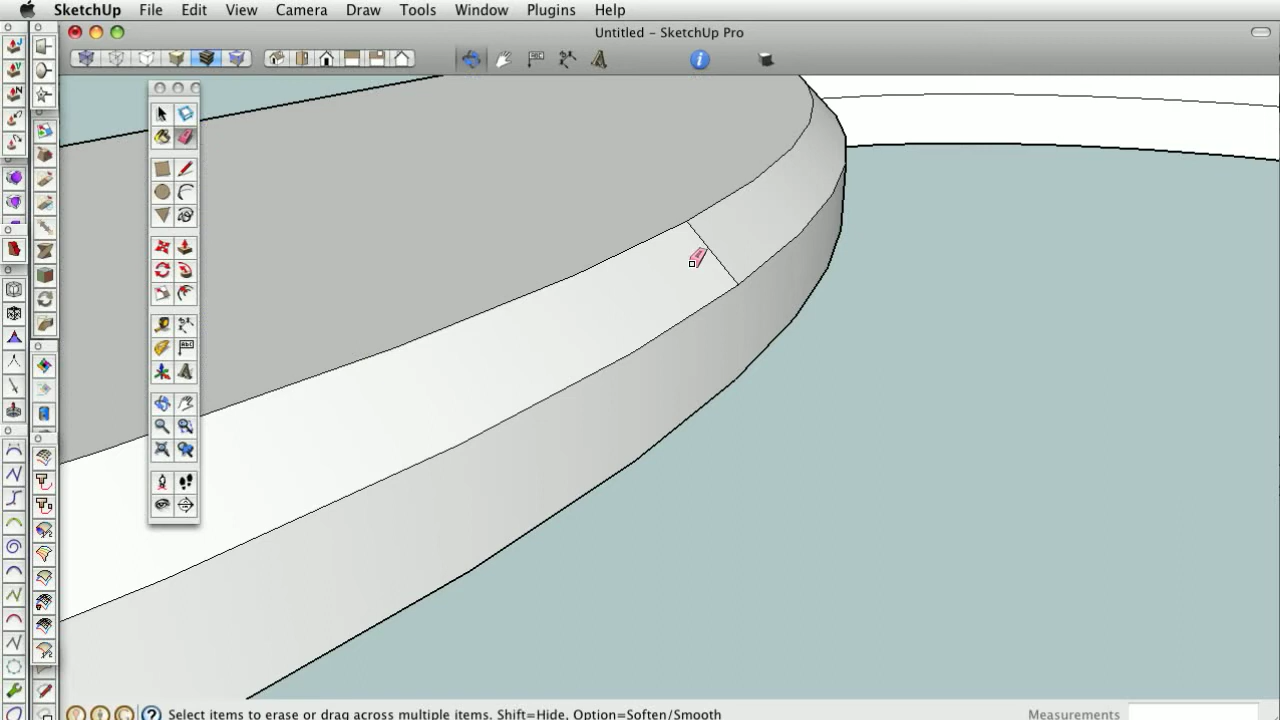 SketchUp File Edit View Camera Draw Tools Window Plugins Help
Untitled – SketchUp Pro
Select items to erase or drag across multiple items. Shift=Hide, Option=Soften/Smooth
Measurements